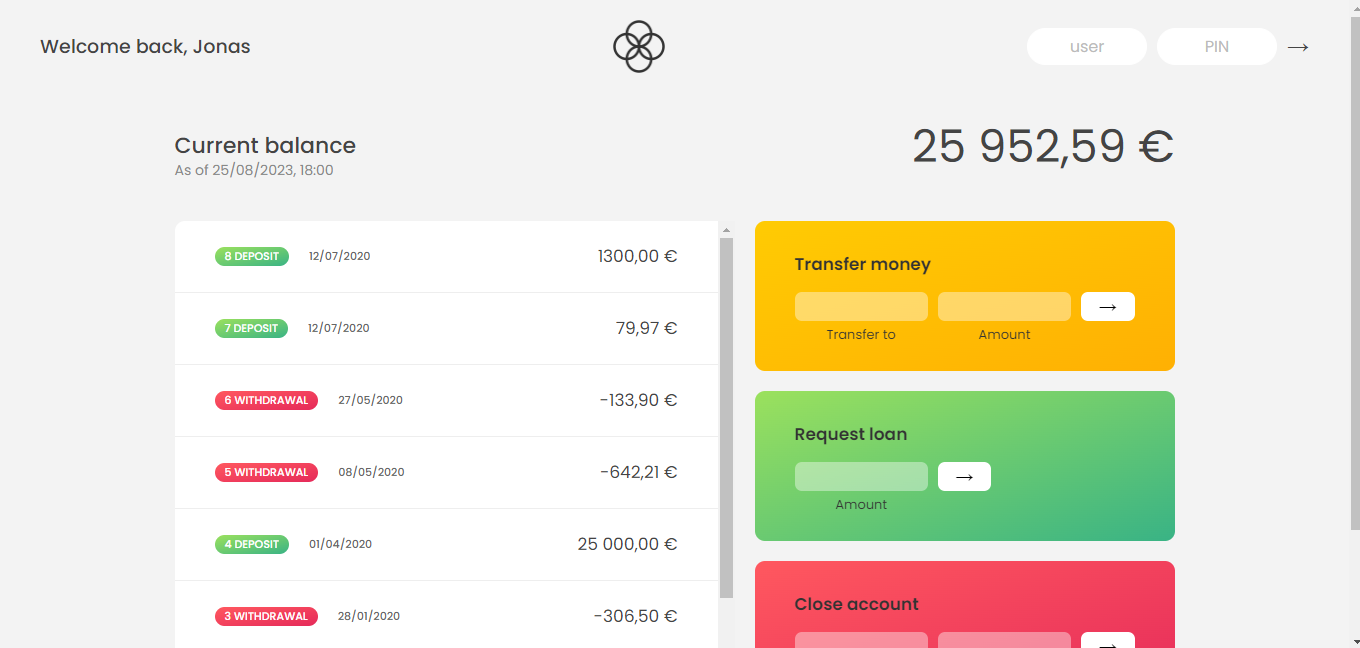 Welcome back, Jonas
user
PIN
→
Current balance
As of 25/08/2023, 18:00
25 952,59 €
8 DEPOSIT 12/07/2020 1300,00 €
7 DEPOSIT 12/07/2020 79,97 €
6 WITHDRAWAL 27/05/2020 -133,90 €
5 WITHDRAWAL 08/05/2020 -642,21 €
4 DEPOSIT 01/04/2020 25 000,00 €
3 WITHDRAWAL 28/01/2020 -306,50 €
Transfer money
→
Transfer to Amount
Request loan
→
Amount
Close account
→